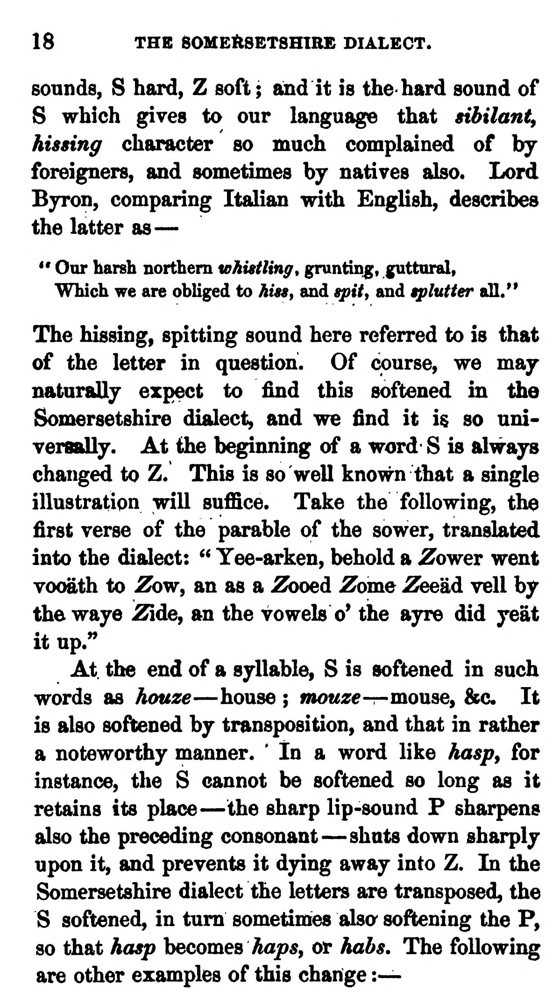 18 THE SOMERSETSHIRE DIALECT.
sounds, S hard, Z soft; and it is the hard sound of
S which gives to our language that sibilant,
hissing character so much complained of by
foreigners, and sometimes by natives also. Lord
Byron, comparing Italian with English, describes
the latter as—
“Our harsh northern whistling, grunting, guttural,
Which we are obliged to hiss, and spit, and splutter all.”
The hissing, spitting sound here referred to is that
of the letter in question. Of course, we may
naturally expect to find this softened in the
Somersetshire dialect, and we find it is so uni-
versally. At the beginning of a word S is always
changed to Z. This is so well known that a single
illustration will suffice. Take the following, the
first verse of the parable of the sower, translated
into the dialect: “Yee-arken, behold a Zower went
vooäth to Zow, an as a Zooed Zome Zeeäd vell by
the waye Zide, an the vowels o’ the ayre did yeät
it up.”
At the end of a syllable, S is softened in such
words as houze—house; mouze—mouse, &c. It
is also softened by transposition, and that in rather
a noteworthy manner. In a word like hasp, for
instance, the S cannot be softened so long as it
retains its place—the sharp lip-sound P sharpens
also the preceding consonant—shuts down sharply
upon it, and prevents it dying away into Z. In the
Somersetshire dialect the letters are transposed, the
S softened, in turn sometimes also softening the P,
so that hasp becomes haps, or habs. The following
are other examples of this change:—